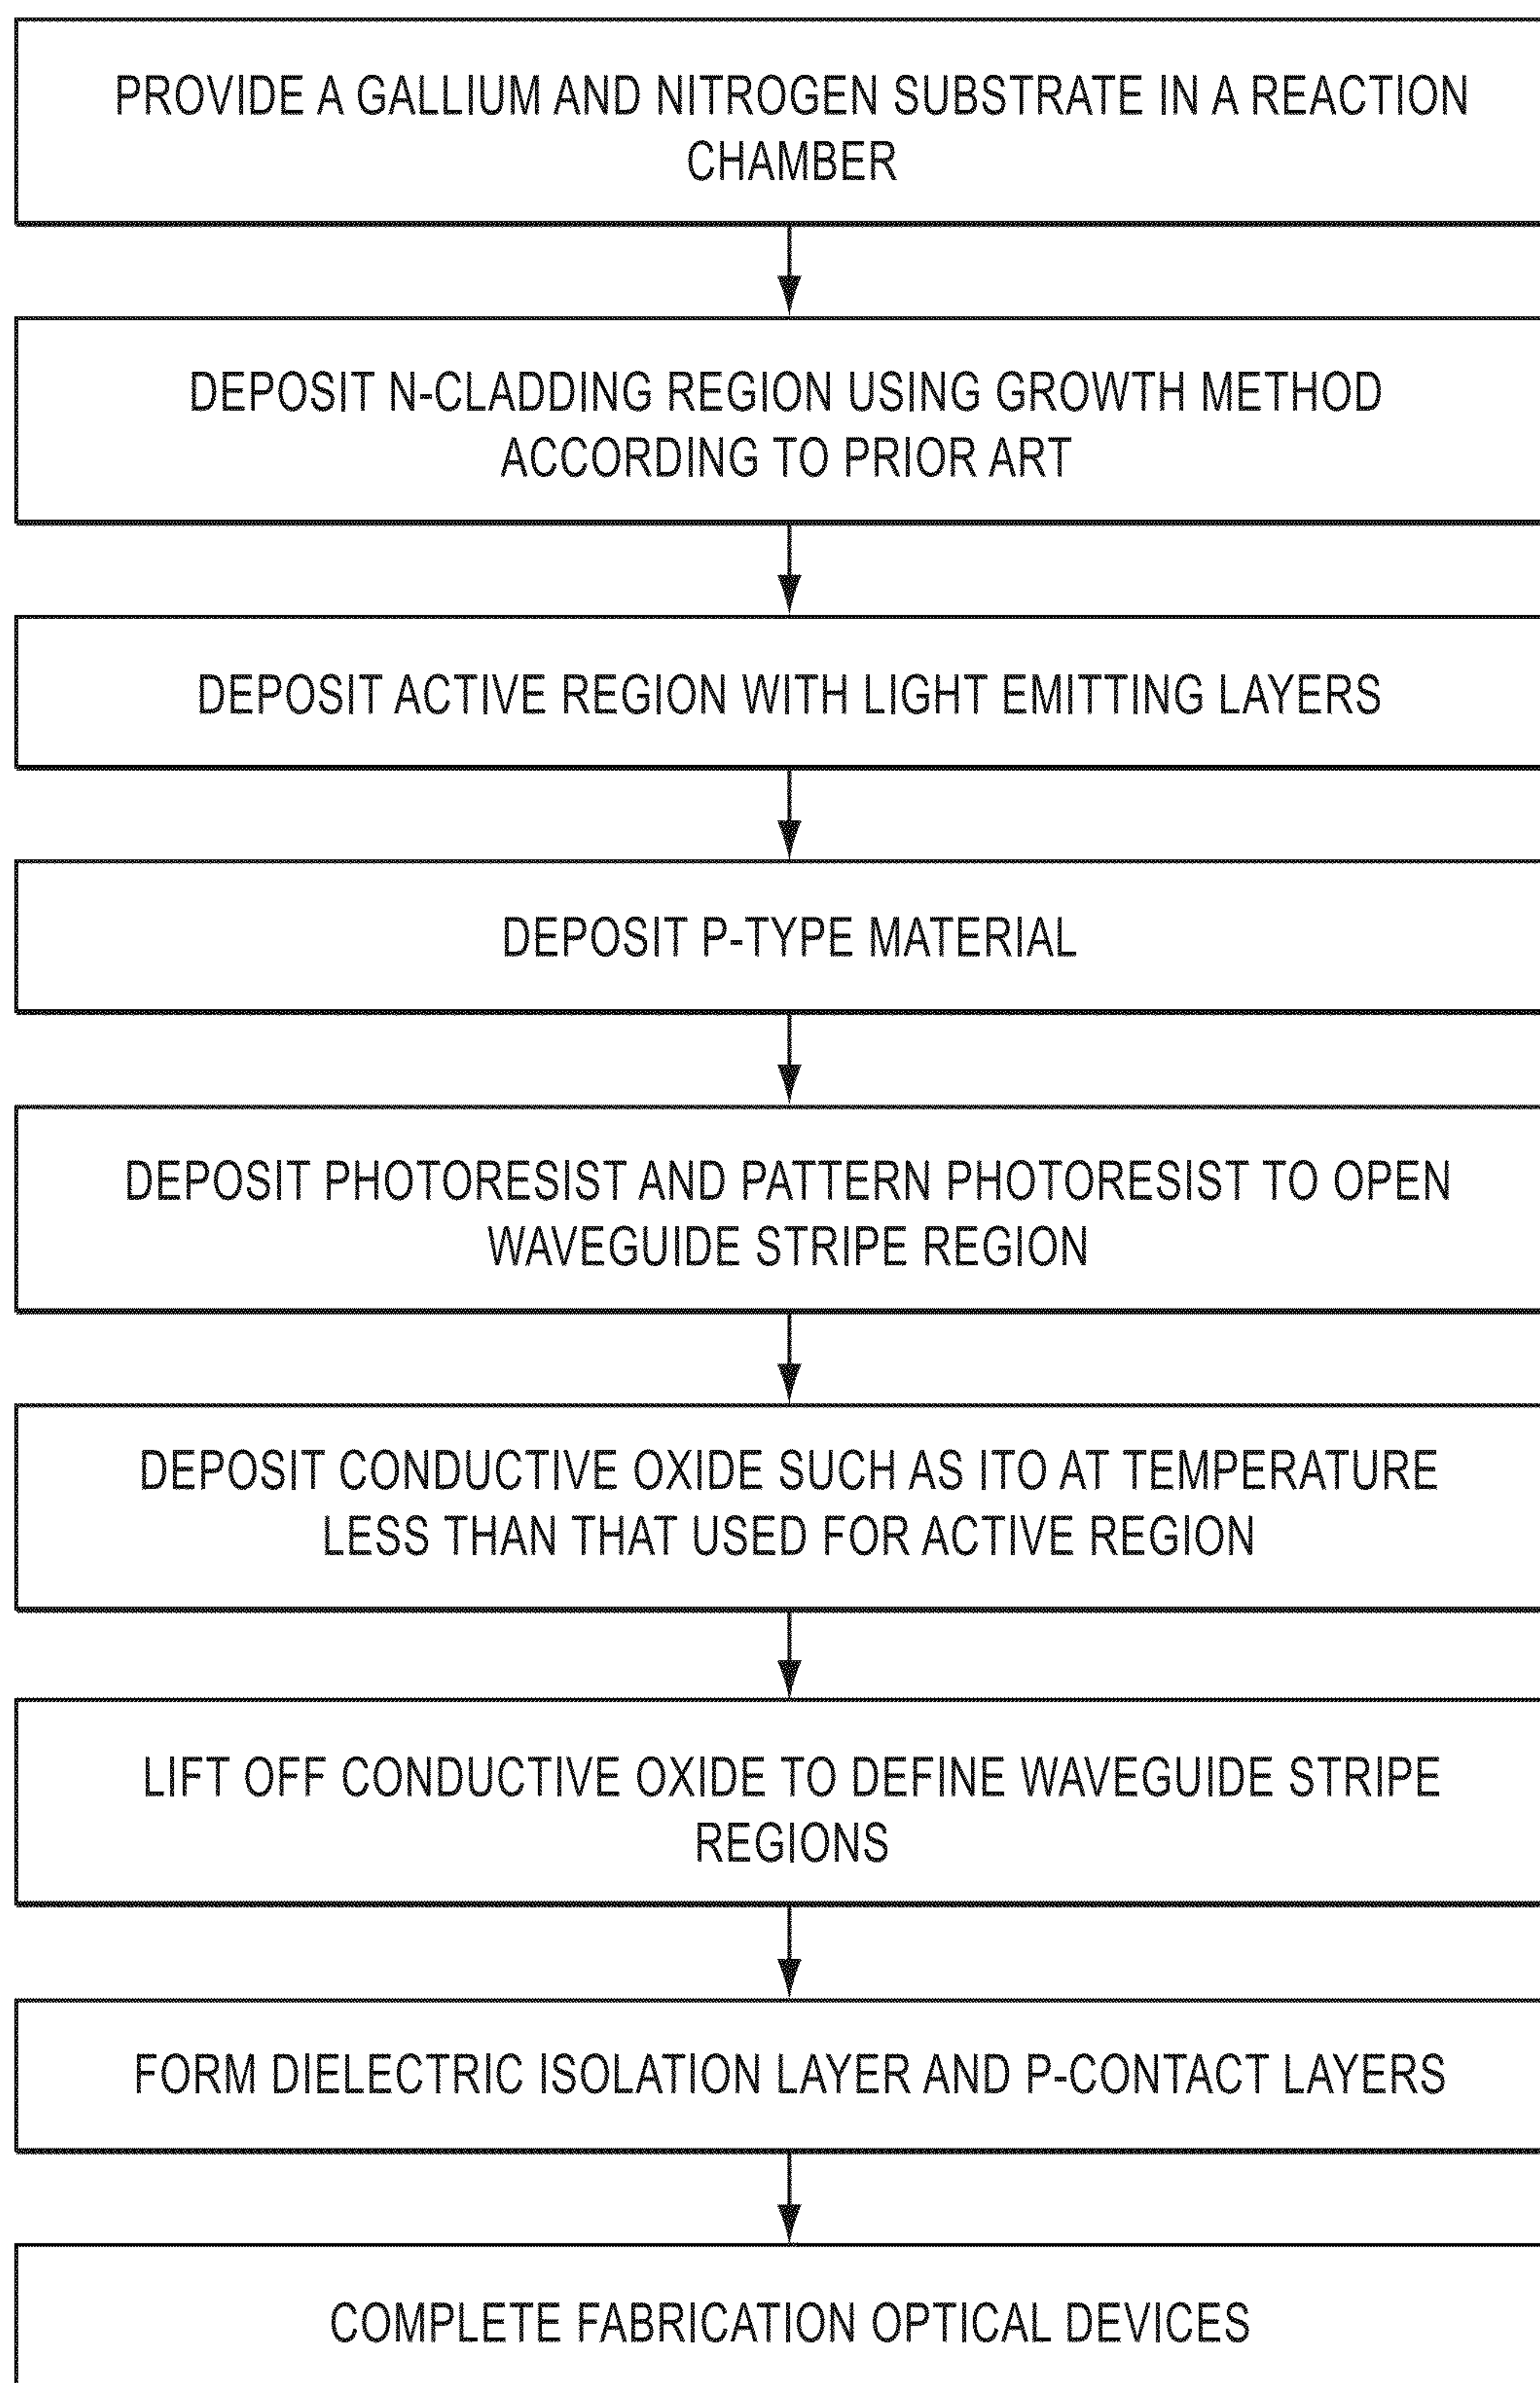 PROVIDE A GALLIUM AND NITROGEN SUBSTRATE IN A REACTION
CHAMBER
DEPOSIT N-CLADDING REGION USING GROWTH METHOD
ACCORDING TO PRIOR ART
DEPOSIT ACTIVE REGION WITH LIGHT EMITTING LAYERS
DEPOSIT P-TYPE MATERIAL
DEPOSIT PHOTORESIST AND PATTERN PHOTORESIST TO OPEN
WAVEGUIDE STRIPE REGION
DEPOSIT CONDUCTIVE OXIDE SUCH AS ITO AT TEMPERATURE
LESS THAN THAT USED FOR ACTIVE REGION
LIFT OFF CONDUCTIVE OXIDE TO DEFINE WAVEGUIDE STRIPE
REGIONS
FORM DIELECTRIC ISOLATION LAYER AND P-CONTACT LAYERS
COMPLETE FABRICATION OPTICAL DEVICES